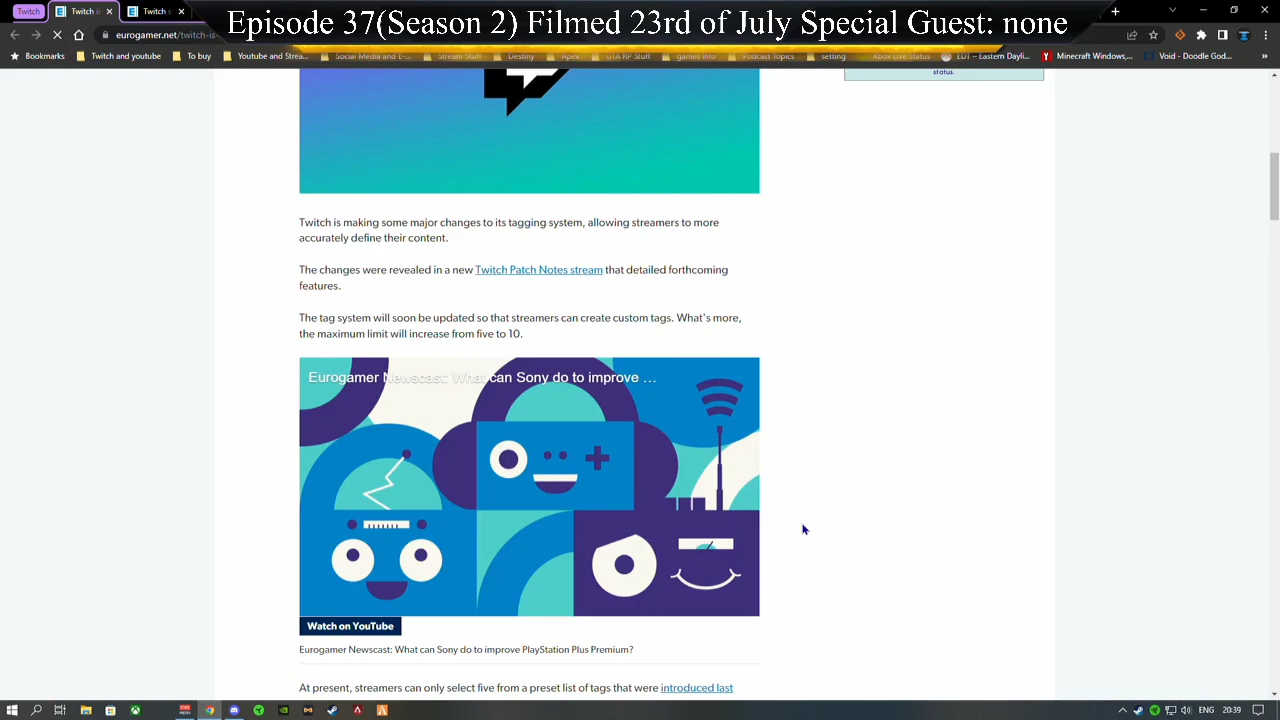 Episode 37(Season 2) Filmed 23rd of July Special Guest: none
Twitch
Twitch is
Twitch
eurogamer.net/twitch-is
Bookmarks
Twitch and youtube
To buy
Youtube and Strea...
Social Media and E-...
Stream Stuff
Destiny
Apex
GTA RP Stuff
games info
Podcast Topics
setting
Xbox Live Status
EDT – Eastern Dayli...
Minecraft Windows,...
Void - Doodle God...
»
status.
Twitch is making some major changes to its tagging system, allowing streamers to more
accurately define their content.
The changes were revealed in a new Twitch Patch Notes stream that detailed forthcoming
features.
The tag system will soon be updated so that streamers can create custom tags. What's more,
the maximum limit will increase from five to 10.
Eurogamer Newscast: What can Sony do to improve ...
Watch on YouTube
Eurogamer Newscast: What can Sony do to improve PlayStation Plus Premium?
At present, streamers can only select five from a preset list of tags that were introduced last
ENG
20:39